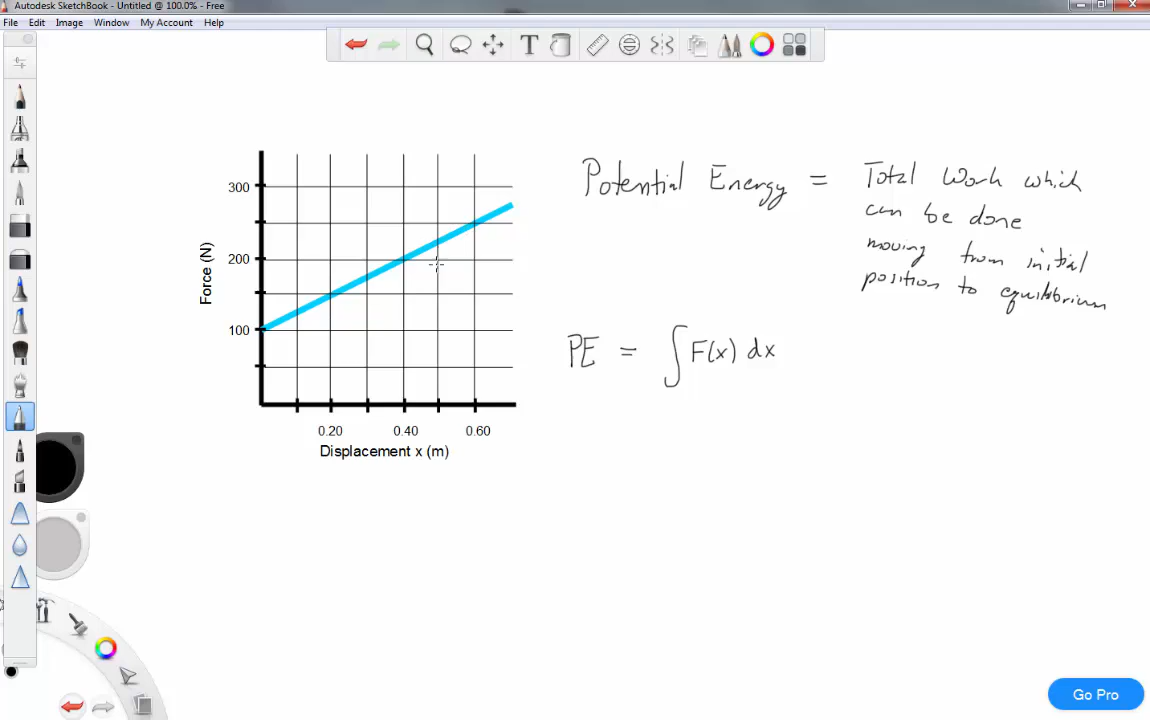 Autodesk SketchBook - Untitled @ 100.0% - Free
File Edit Image Window My Account Help
T
300
200
100
Force (N)
0.20 0.40 0.60
Displacement x (m)
Potential Energy = Total Work which
can be done
moving from initial
position to equilibrium
PE = ∫F(x) dx
Go Pro